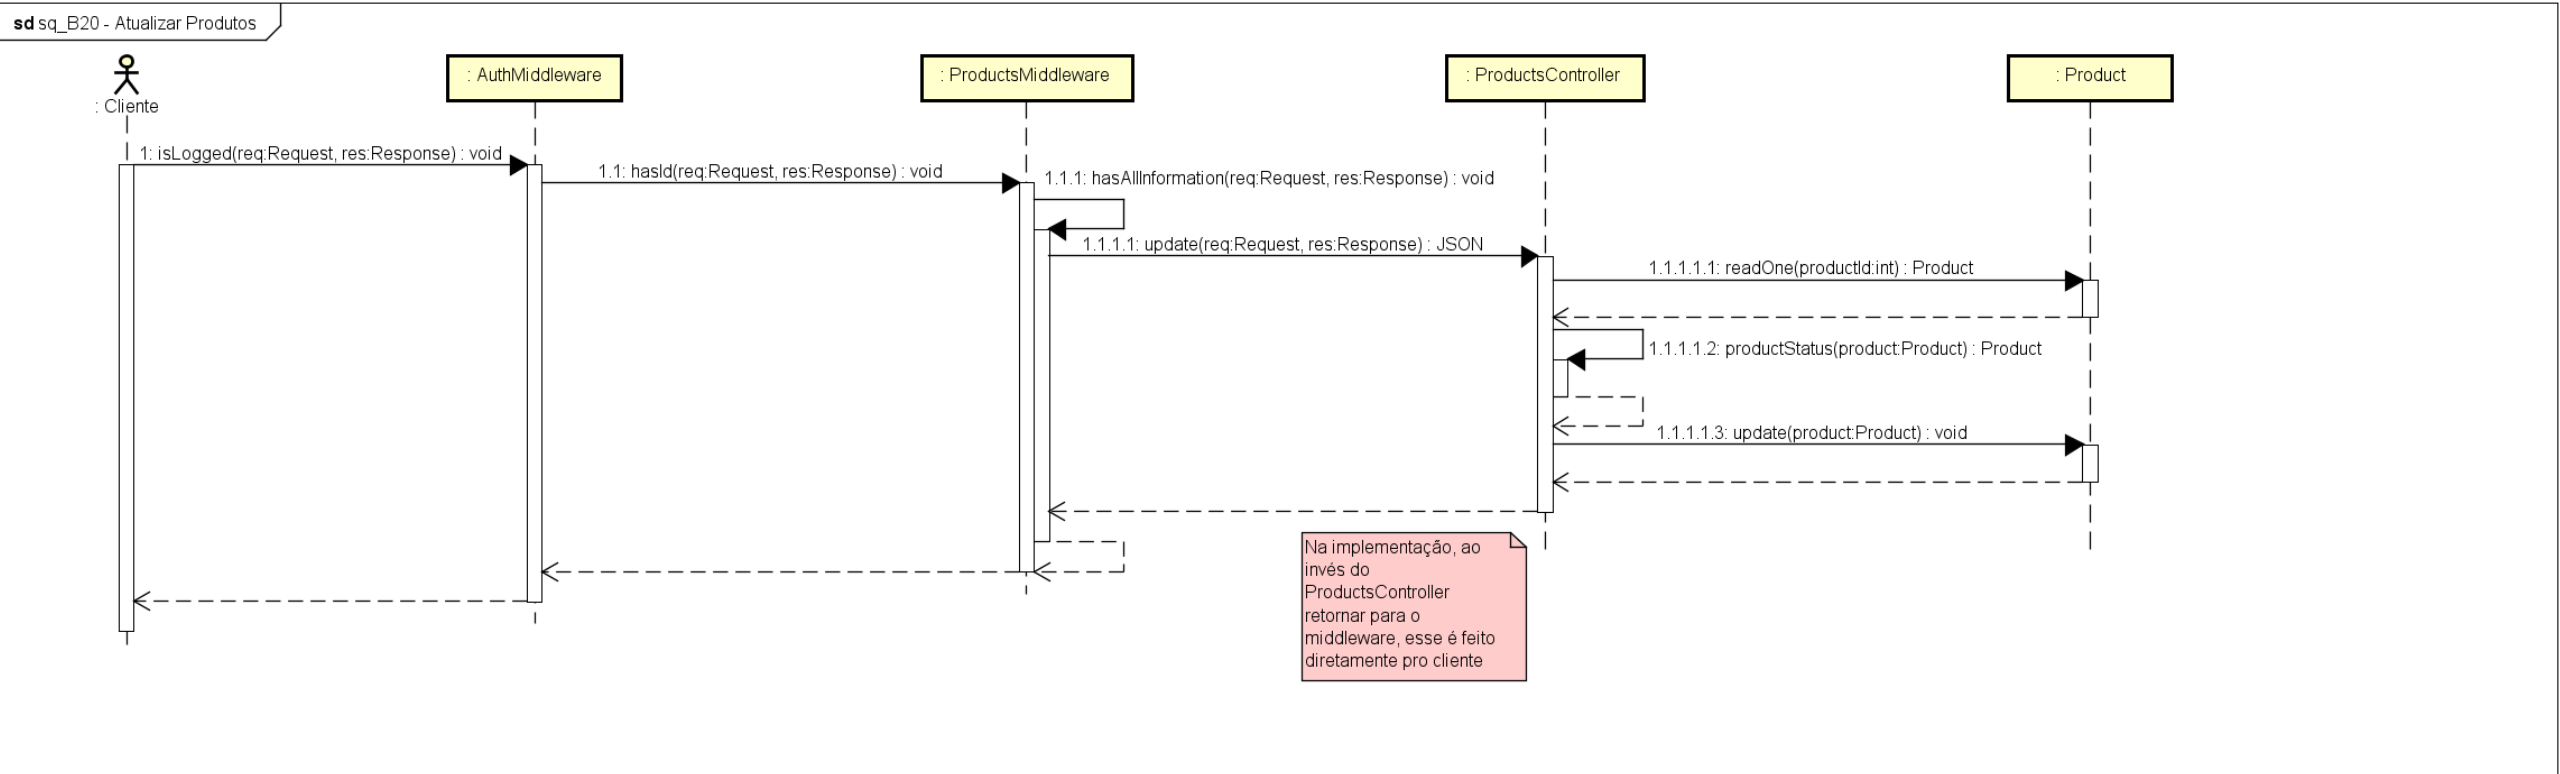 sd sq_B20 - Atualizar Produtos
: Cliente
: AuthMiddleware
: ProductsMiddleware
: ProductsController
: Product
1: isLogged(req:Request, res:Response) : void
1.1: hasId(req:Request, res:Response) : void
1.1.1: hasAllInformation(req:Request, res:Response) : void
1.1.1.1: update(req:Request, res:Response) : JSON
1.1.1.1.1: readOne(productId:int) : Product
1.1.1.1.2: productStatus(product:Product) : Product
1.1.1.1.3: update(product:Product) : void
Na implementação, ao
invés do
ProductsController
retornar para o
middleware, esse é feito
diretamente pro cliente